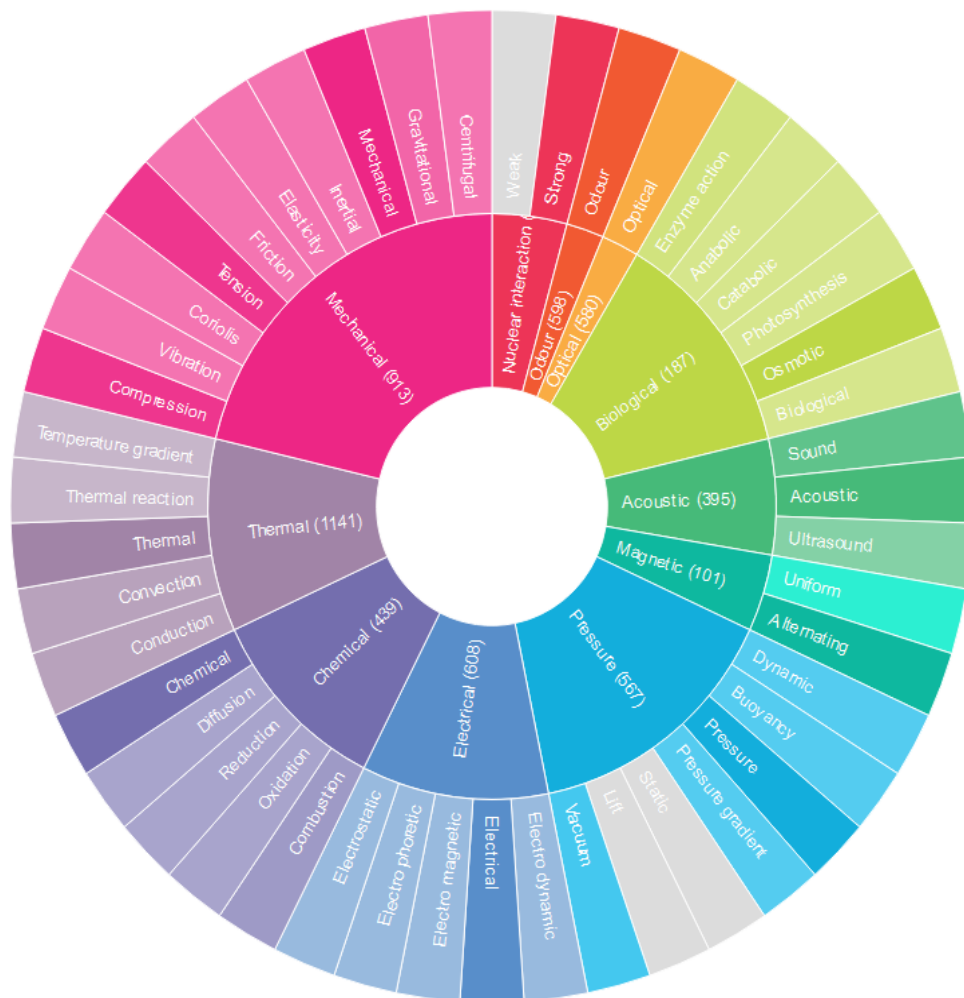 Weak
Strong
Odour
Optical
Enzyme action
Anabolic
Catabolic
Photosynthesis
Osmotic
Biological
Sound
Acoustic
Ultrasound
Uniform
Alternating
Dynamic
Buoyancy
Pressure
Pressure gradient
Static
Lift
Vacuum
Electro dynamic
Electrical
Electro magnetic
Electro phoretic
Electrostatic
Combustion
Oxidation
Reduction
Diffusion
Chemical
Conduction
Convection
Thermal
Thermal reaction
Temperature gradient
Compression
Vibration
Coriolis
Tension
Friction
Elasticity
Inertial
Mechanical
Gravitational
Centrifugal
Nuclear interaction (
Odour (598)
Optical (580)
Biological (187)
Acoustic (395)
Magnetic (101)
Pressure (567)
Electrical (608)
Chemical (439)
Thermal (1141)
Mechanical (913)